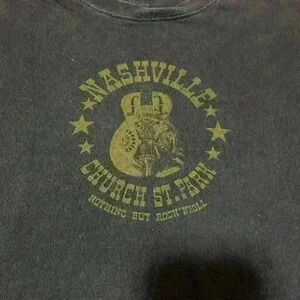 NASHVILLE
CHURCH ST. PARK
NOTHING BUT ROCK'N'ROLL